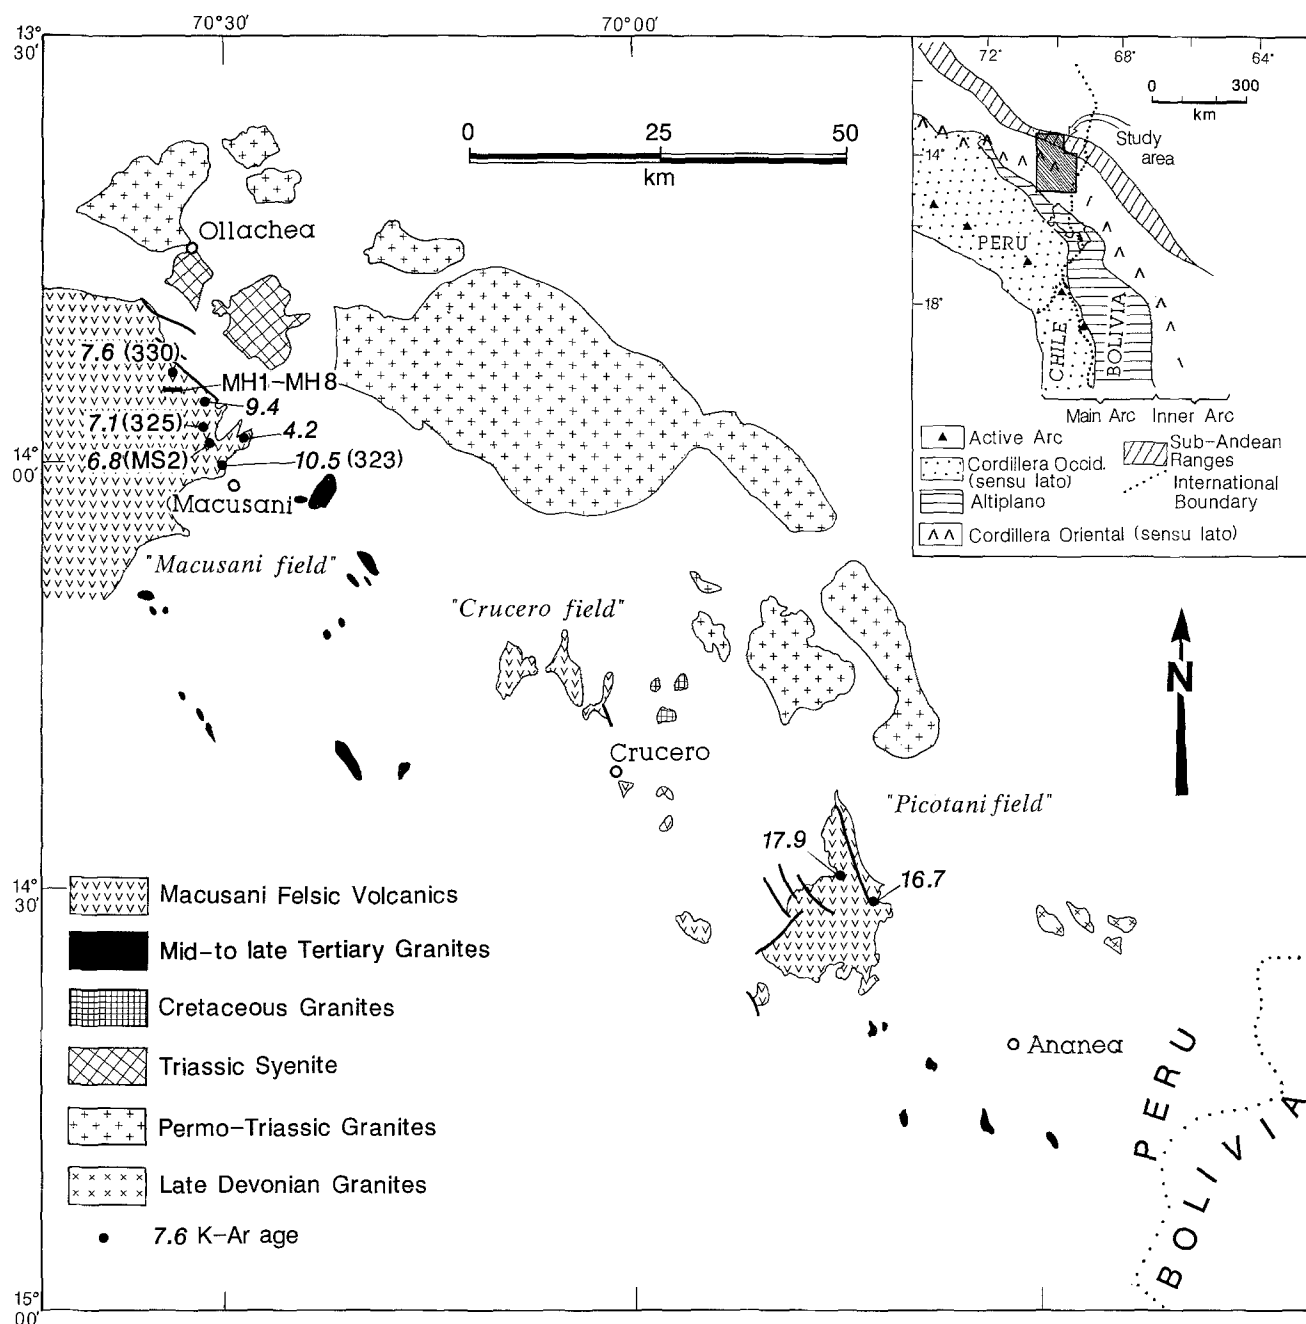 70°30′
70°00′
13°
30′
72°
68°
64°
0
300
km
Study
area
14°
PERU
18°
CHILE
BOLIVIA
Main Arc
Inner Arc
Active Arc
Cordillera Occid.
(sensu lato)
Altiplano
Cordillera Oriental (sensu lato)
Sub-Andean
Ranges
International
Boundary
0
25
50
km
Ollachea
7.6 (330)
MH1-MH8
9.4
7.1 (325)
4.2
6.8 (MS2)
10.5 (323)
14°
00′
Macusani
"Macusani field"
"Crucero field"
N
Crucero
"Picotani field"
17.9
16.7
14°
30′
Macusani Felsic Volcanics
Mid-to late Tertiary Granites
Cretaceous Granites
Triassic Syenite
Permo-Triassic Granites
Late Devonian Granites
7.6 K-Ar age
Ananea
PERU
BOLIVIA
15°
00′